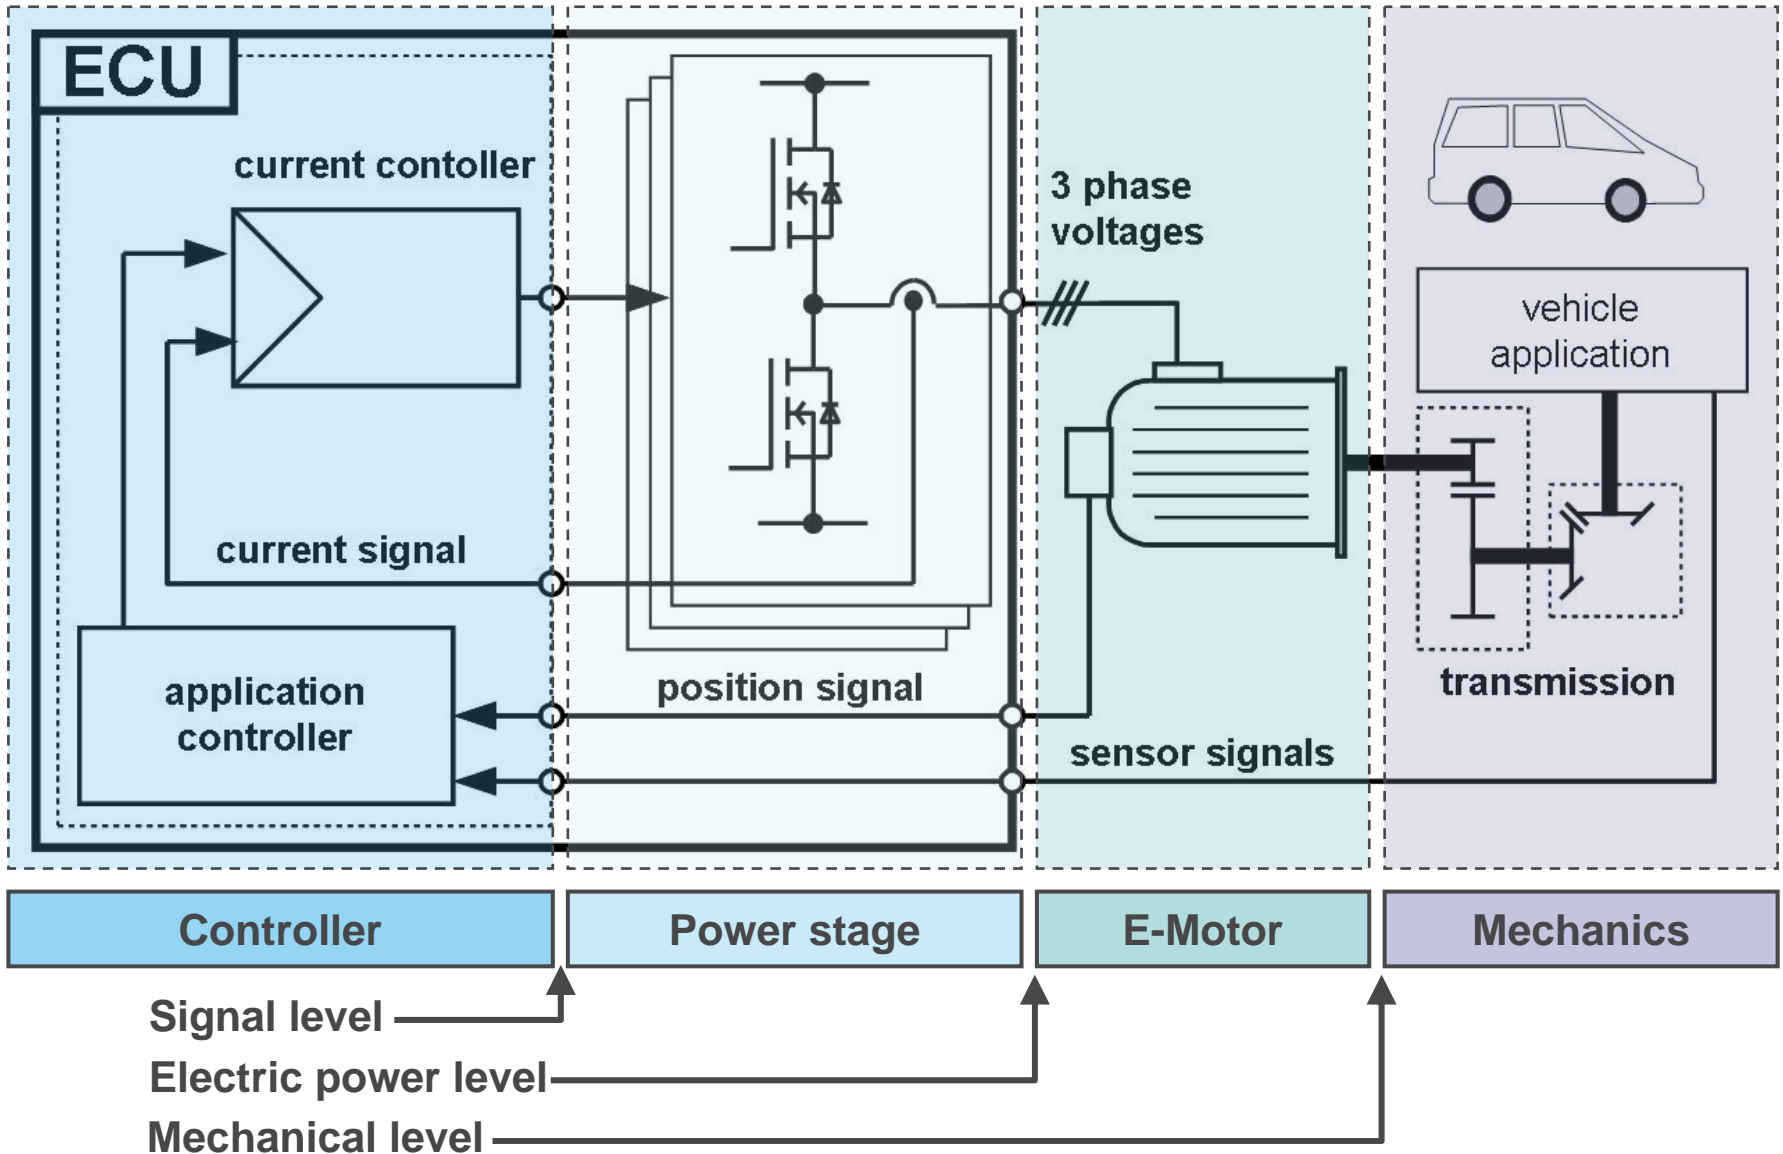 ECU
current contoller
3 phase
voltages
vehicle
application
current signal
application
controller
position signal
sensor signals
transmission
Controller
Power stage
E-Motor
Mechanics
Signal level
Electric power level
Mechanical level